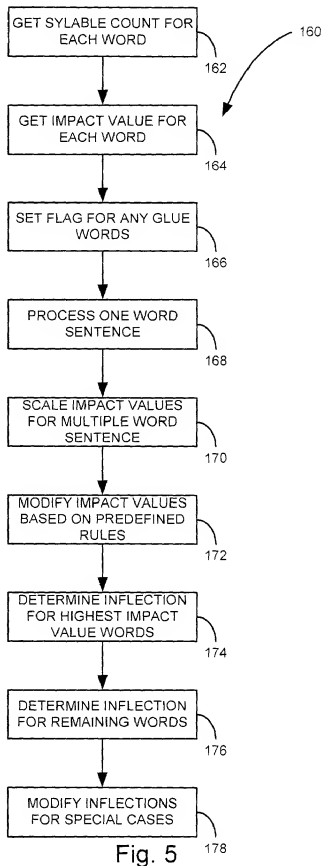 GET SYLABLE COUNT FOR
EACH WORD
162
160
GET IMPACT VALUE FOR
EACH WORD
164
SET FLAG FOR ANY GLUE
WORDS
166
PROCESS ONE WORD
SENTENCE
168
SCALE IMPACT VALUES
FOR MULTIPLE WORD
SENTENCE
170
MODIFY IMPACT VALUES
BASED ON PREDEFINED
RULES
172
DETERMINE INFLECTION
FOR HIGHEST IMPACT
VALUE WORDS
174
DETERMINE INFLECTION
FOR REMAINING WORDS
176
MODIFY INFLECTIONS
FOR SPECIAL CASES
178
Fig. 5